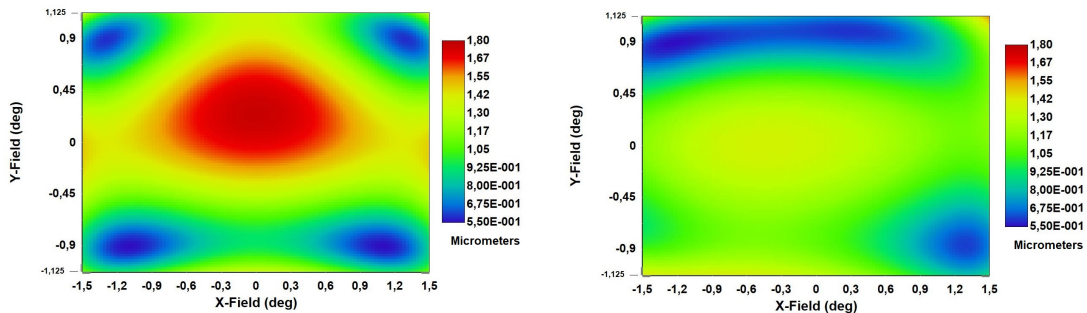 1,125
0,9
0,45
0
-0,45
-0,9
-1,125
Y-Field (deg)
-1,5 -1,2 -0,9 -0,6 -0,3 0 0,3 0,6 0,9 1,2 1,5
X-Field (deg)
1,80
1,67
1,55
1,42
1,30
1,17
1,05
9,25E-001
8,00E-001
6,75E-001
5,50E-001
Micrometers
1,125
0,9
0,45
0
-0,45
-0,9
-1,125
Y-Field (deg)
-1,5 -1,2 -0,9 -0,6 -0,3 0 0,3 0,6 0,9 1,2 1,5
X-Field (deg)
1,80
1,67
1,55
1,42
1,30
1,17
1,05
9,25E-001
8,00E-001
6,75E-001
5,50E-001
Micrometers